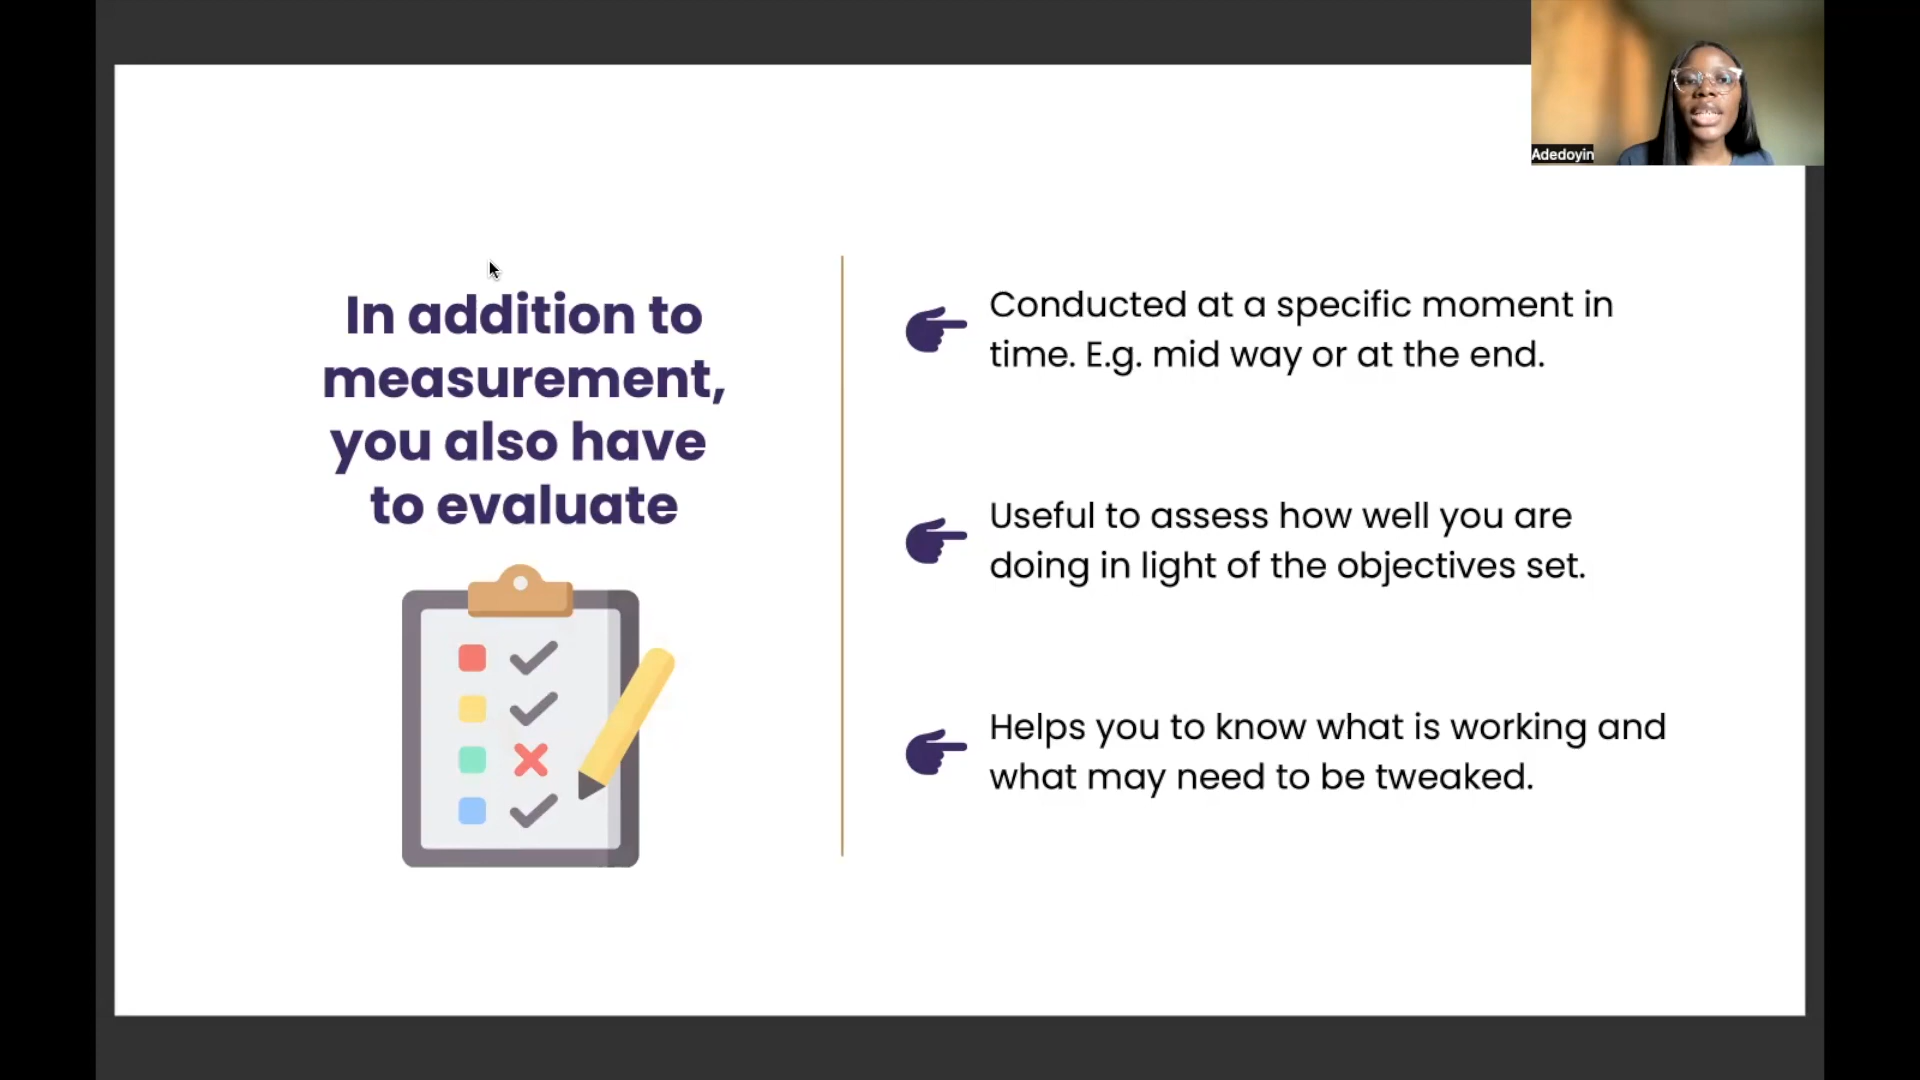 Adedoyin
In addition to
measurement,
you also have
to evaluate
Conducted at a specific moment in
time. E.g. mid way or at the end.
Useful to assess how well you are
doing in light of the objectives set.
Helps you to know what is working and
what may need to be tweaked.